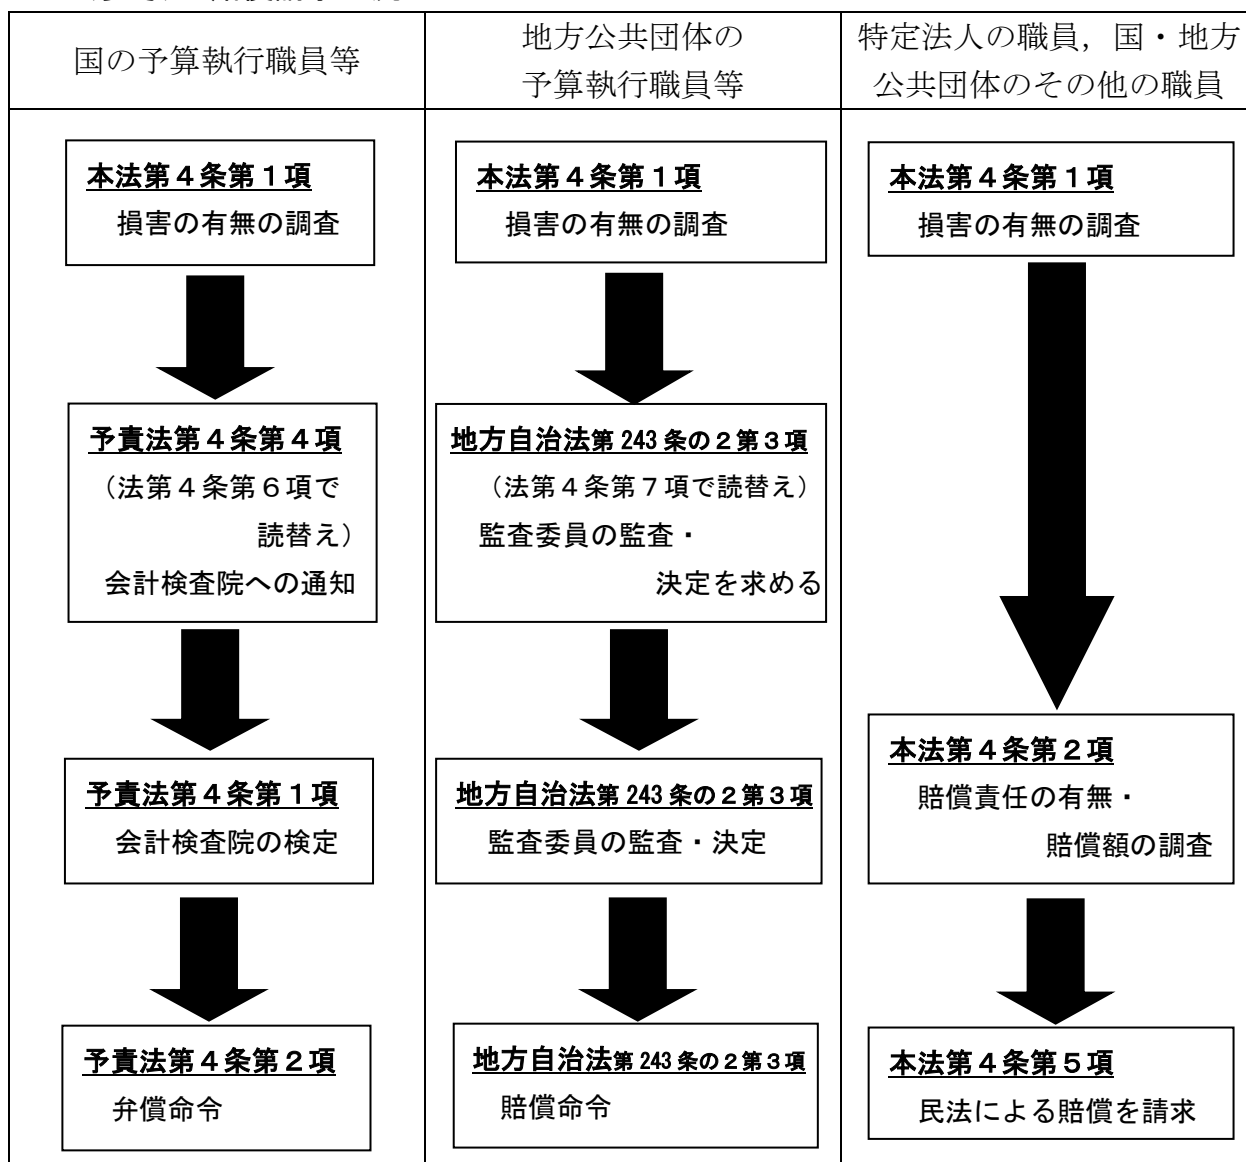 国の予算執行職員等
地方公共団体の
予算執行職員等
特定法人の職員，国・地方
公共団体のその他の職員
本法第４条第１項
損害の有無の調査
予責法第４条第４項
（法第４条第６項で
読替え）
会計検査院への通知
予責法第４条第１項
会計検査院の検定
予責法第４条第２項
弁償命令
本法第４条第１項
損害の有無の調査
地方自治法第243条の２第３項
（法第４条第７項で読替え）
監査委員の監査・
決定を求める
地方自治法第243条の２第３項
監査委員の監査・決定
地方自治法第243条の２第３項
賠償命令
本法第４条第１項
損害の有無の調査
本法第４条第２項
賠償責任の有無・
賠償額の調査
本法第４条第５項
民法による賠償を請求